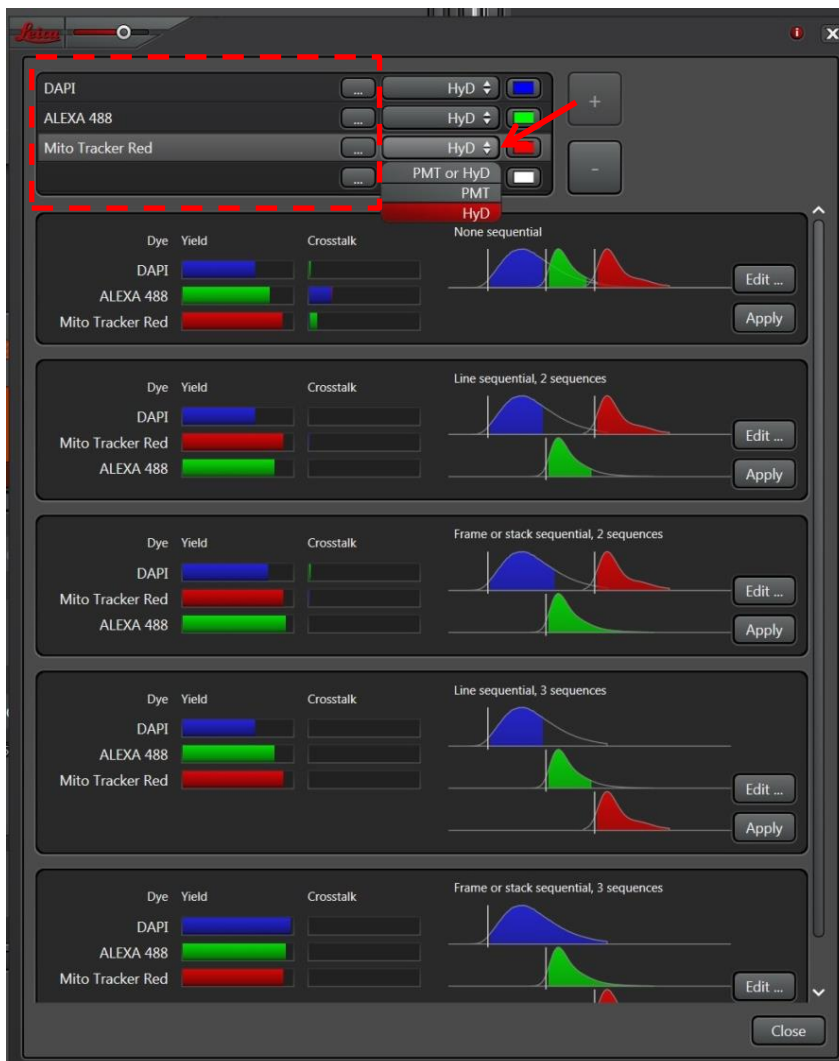 Leica
i X
DAPI ... HyD
+
ALEXA 488 ... HyD
Mito Tracker Red ... HyD
-
... PMT or HyD
PMT
HyD
None sequential
Dye Yield Crosstalk
DAPI
Edit ...
ALEXA 488
Mito Tracker Red
Apply
Line sequential, 2 sequences
Dye Yield Crosstalk
DAPI
Edit ...
Mito Tracker Red
ALEXA 488
Apply
Frame or stack sequential, 2 sequences
Dye Yield Crosstalk
DAPI
Edit ...
Mito Tracker Red
ALEXA 488
Apply
Line sequential, 3 sequences
Dye Yield Crosstalk
DAPI
ALEXA 488
Mito Tracker Red
Edit ...
Apply
Frame or stack sequential, 3 sequences
Dye Yield Crosstalk
DAPI
ALEXA 488
Mito Tracker Red
Edit ...
Close